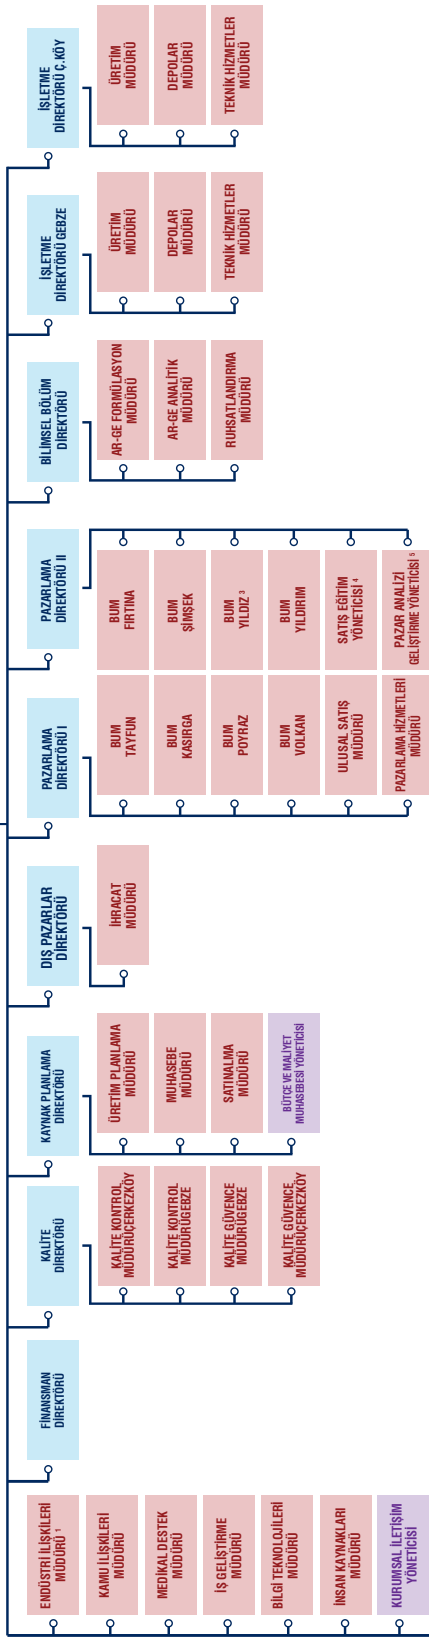 ENDÜSTRİ İLİŞKİLERİ
MÜDÜRÜ ¹
KAMU İLİŞKİLERİ
MÜDÜRÜ
MEDİKAL DESTEK
MÜDÜRÜ
İŞ GELİŞTİRME
MÜDÜRÜ
BİLGİ TEKNOLOJİLERİ
MÜDÜRÜ
İNSAN KAYNAKLARI
MÜDÜRÜ
KURUMSAL İLETİŞİM
YÖNETİCİSİ
FİNANSMAN
DİREKTÖRÜ
KALİTE
DİREKTÖRÜ
KALİTE KONTROL
MÜDÜRÜÇERKEZKÖY
KALİTE KONTROL
MÜDÜRÜGEBZE
KALİTE GÜVENCE
MÜDÜRÜGEBZE
KALİTE GÜVENCE
MÜDÜRÜÇERKEZKÖY
KAYNAK PLANLAMA
DİREKTÖRÜ
ÜRETİM PLANLAMA
MÜDÜRÜ
MUHASEBE
MÜDÜRÜ
SATINALMA
MÜDÜRÜ
BÜTÇE VE MALİYET
MUHASEBESİ YÖNETİCİSİ
DIŞ PAZARLAR
DİREKTÖRÜ
İHRACAT
MÜDÜRÜ
PAZARLAMA
DİREKTÖRÜ I
BUM
TAYFUN
BUM
KASIRGA
BUM
POYRAZ
BUM
VOLKAN
ULUSAL SATIŞ
MÜDÜRÜ
PAZARLAMA HİZMETLERİ
MÜDÜRÜ
PAZARLAMA
DİREKTÖRÜ II
BUM
FIRTINA
BUM
ŞİMŞEK
BUM
YILDIZ ³
BUM
YILDIRIM
SATIŞ EĞİTİM
YÖNETİCİSİ ⁴
PAZAR ANALİZİ
GELİŞTİRME YÖNETİCİSİ ⁵
BİLİMSEL BÖLÜM
DİREKTÖRÜ
AR-GE FORMÜLASYON
MÜDÜRÜ
AR-GE ANALİTİK
MÜDÜRÜ
RUHSATLANDIRMA
MÜDÜRÜ
İŞLETME
DİREKTÖRÜ GEBZE
ÜRETİM
MÜDÜRÜ
DEPOLAR
MÜDÜRÜ
TEKNİK HİZMETLER
MÜDÜRÜ
İŞLETME
DİREKTÖRÜ Ç.KÖY
ÜRETİM
MÜDÜRÜ
DEPOLAR
MÜDÜRÜ
TEKNİK HİZMETLER
MÜDÜRÜ